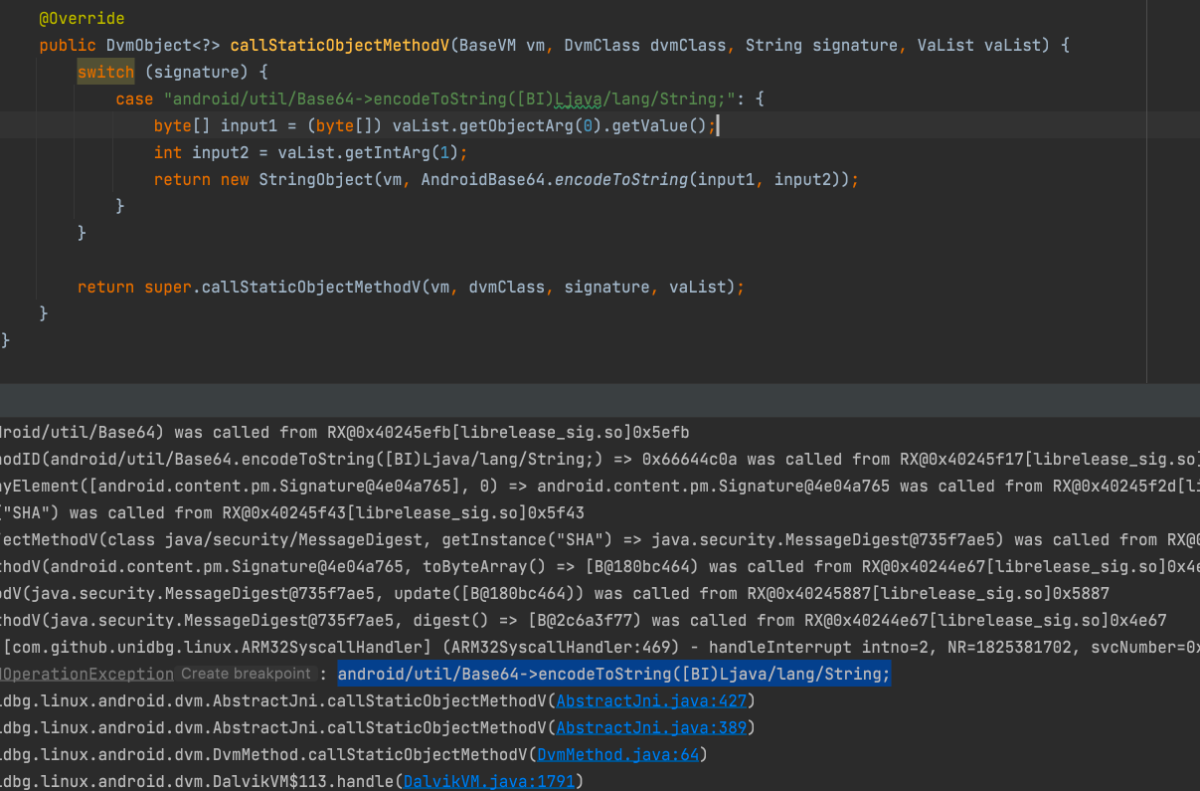 @Override
public DvmObject<?> callStaticObjectMethodV(BaseVM vm, DvmClass dvmClass, String signature, VaList vaList) {
switch (signature) {
case "android/util/Base64->encodeToString([BI)Ljava/lang/String;": {
byte[] input1 = (byte[]) vaList.getObjectArg(0).getValue();
int input2 = vaList.getIntArg(1);
return new StringObject(vm, AndroidBase64.encodeToString(input1, input2));
}
}
return super.callStaticObjectMethodV(vm, dvmClass, signature, vaList);
}
}
droid/util/Base64) was called from RX@0x40245efb[librelease_sig.so]0x5efb
hodID(android/util/Base64.encodeToString([BI)Ljava/lang/String;) => 0x66644c0a was called from RX@0x40245f17[librelease_sig.so]
ayElement([android.content.pm.Signature@4e04a765], 0) => android.content.pm.Signature@4e04a765 was called from RX@0x40245f2d[li
("SHA") was called from RX@0x40245f43[librelease_sig.so]0x5f43
jectMethodV(class java/security/MessageDigest, getInstance("SHA") => java.security.MessageDigest@735f7ae5) was called from RX@0
thodV(android.content.pm.Signature@4e04a765, toByteArray() => [B@180bc464) was called from RX@0x40244e67[librelease_sig.so]0x4e
odV(java.security.MessageDigest@735f7ae5, update([B@180bc464)) was called from RX@0x40245887[librelease_sig.so]0x5887
thodV(java.security.MessageDigest@735f7ae5, digest() => [B@2c6a3f77) was called from RX@0x40244e67[librelease_sig.so]0x4e67
[com.github.unidbg.linux.ARM32SyscallHandler] (ARM32SyscallHandler:469) - handleInterrupt intno=2, NR=1825381702, svcNumber=0x
dOperationException Create breakpoint : android/util/Base64->encodeToString([BI)Ljava/lang/String;
idbg.linux.android.dvm.AbstractJni.callStaticObjectMethodV(AbstractJni.java:427)
idbg.linux.android.dvm.AbstractJni.callStaticObjectMethodV(AbstractJni.java:389)
idbg.linux.android.dvm.DvmMethod.callStaticObjectMethodV(DvmMethod.java:64)
idbg.linux.android.dvm.DalvikVM$113.handle(DalvikVM.java:1791)